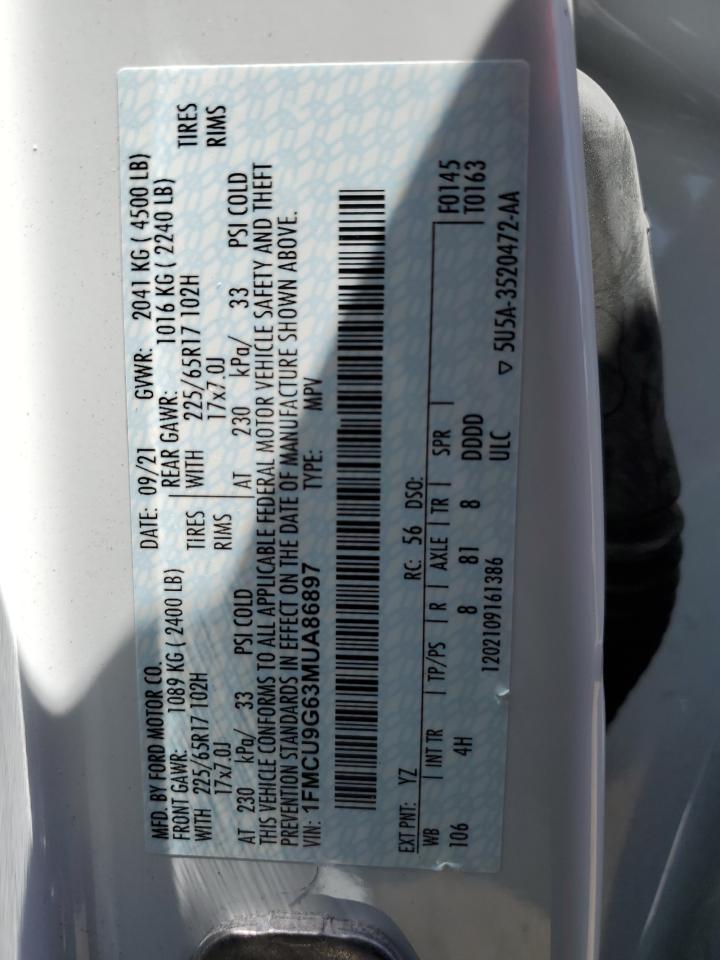 MFD. BY FORD MOTOR CO. DATE: 09/21 GVWR: 2041 KG ( 4500 LB)
FRONT GAWR: 1089 KG ( 2400 LB) REAR GAWR: 1016 KG ( 2240 LB)
WITH 225/65R17 102H TIRES WITH 225/65R17 102H TIRES
17x7.0J RIMS 17x7.0J RIMS
AT 230 kPa/ 33 PSI COLD AT 230 kPa/ 33 PSI COLD
THIS VEHICLE CONFORMS TO ALL APPLICABLE FEDERAL MOTOR VEHICLE SAFETY AND THEFT
PREVENTION STANDARDS IN EFFECT ON THE DATE OF MANUFACTURE SHOWN ABOVE.
VIN: 1FMCU9G63MUA86897 TYPE: MPV
EXT PNT: YZ RC: 56 DSO: F0145
WB INT TR TP/PS R AXLE TR SPR T0163
106 4H 8 81 8 DDDD
1202109161386 ULC ▽ 5U5A-3520472-AA